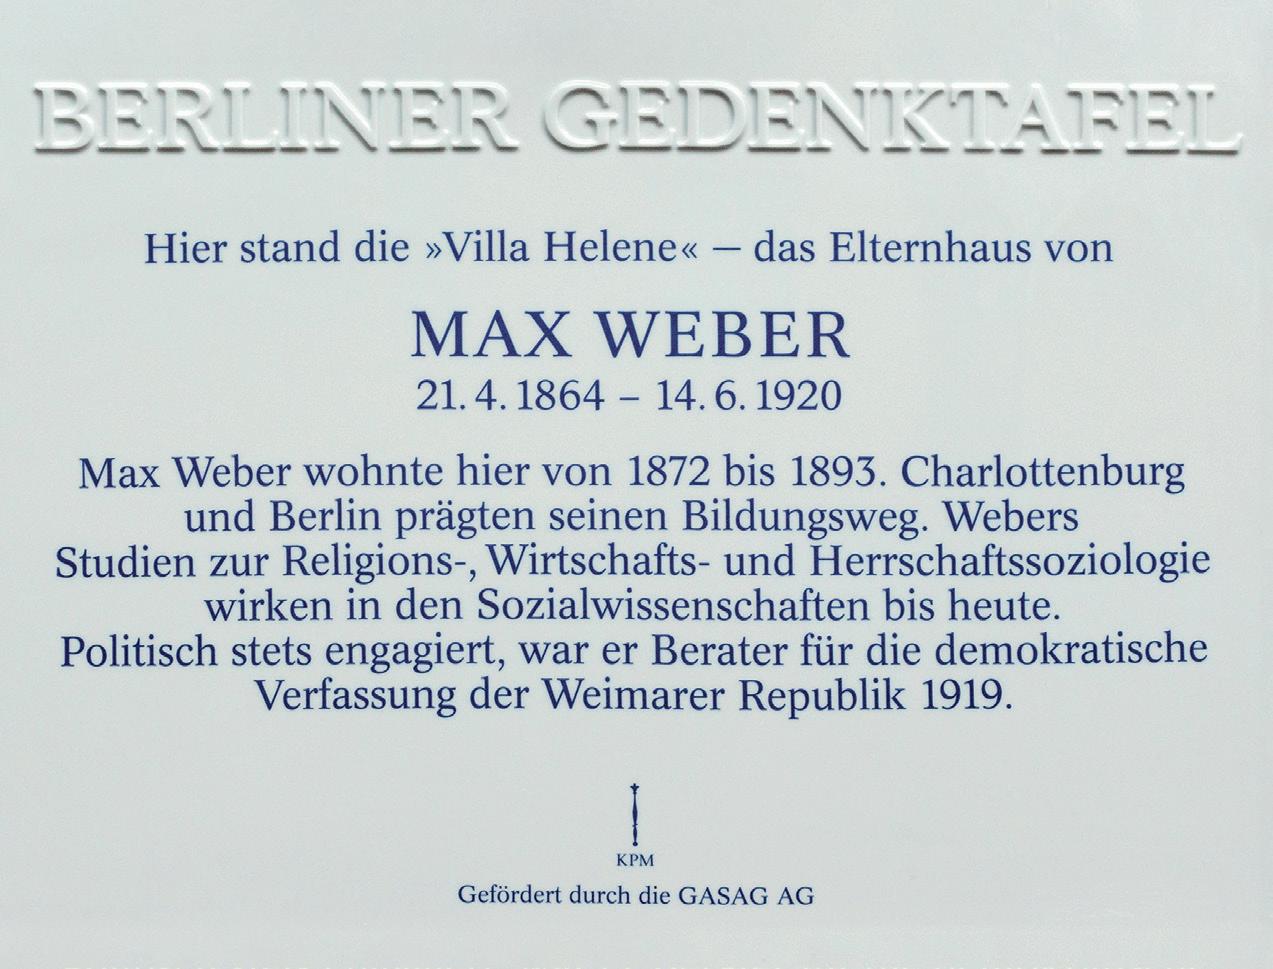 BERLINER GEDENKTAFEL
Hier stand die »Villa Helene« – das Elternhaus von
MAX WEBER
21. 4. 1864 – 14. 6. 1920
Max Weber wohnte hier von 1872 bis 1893. Charlottenburg
und Berlin prägten seinen Bildungsweg. Webers
Studien zur Religions-, Wirtschafts- und Herrschaftssoziologie
wirken in den Sozialwissenschaften bis heute.
Politisch stets engagiert, war er Berater für die demokratische
Verfassung der Weimarer Republik 1919.
KPM
Gefördert durch die GASAG AG